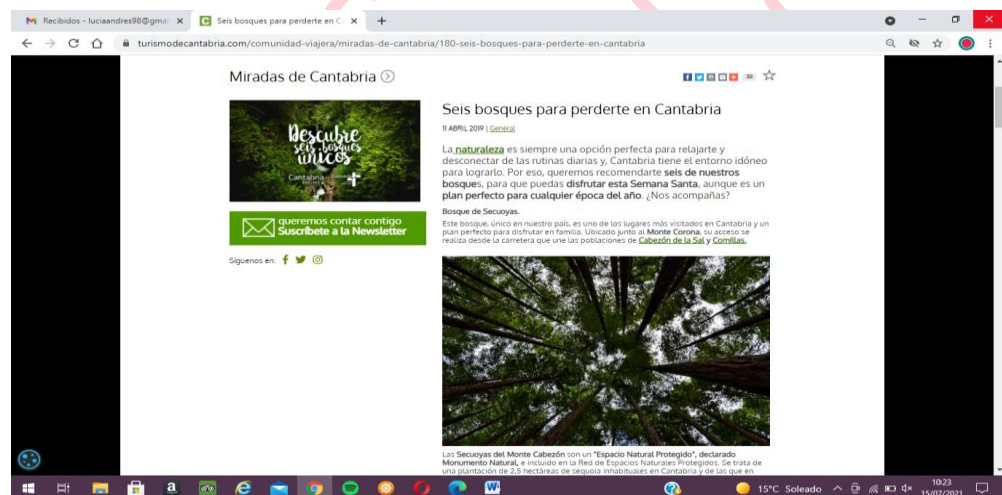 Recibidos - luciaandres98@gmai
Seis bosques para perderte en C
turismodecantabria.com/comunidad-viajera/miradas-de-cantabria/180-seis-bosques-para-perderte-en-cantabria
Miradas de Cantabria
Descubre
seis bosques
únicos
Cantabria
queremos contar contigo
Suscríbete a la Newsletter
Síguenos en:
Seis bosques para perderte en Cantabria
11 ABRIL 2019 | General
La naturaleza es siempre una opción perfecta para relajarte y
desconectar de las rutinas diarias y, Cantabria tiene el entorno idóneo
para lograrlo. Por eso, queremos recomendarte seis de nuestros
bosques, para que puedas disfrutar esta Semana Santa, aunque es un
plan perfecto para cualquier época del año. ¿Nos acompañas?
Bosque de Secuoyas.
Este bosque, único en nuestro país, es uno de los lugares más visitados en Cantabria y un
plan perfecto para disfrutar en familia. Ubicado junto al Monte Corona, su acceso se
realiza desde la carretera que une las poblaciones de Cabezón de la Sal y Comillas.
Las Secuoyas del Monte Cabezón son un "Espacio Natural Protegido", declarado
Monumento Natural, e incluido en la Red de Espacios Naturales Protegidos. Se trata de
una plantación de 2,5 hectáreas de sequoia inhabituales en Cantabria y de las que en
15°C Soleado
10:23
15/07/2021